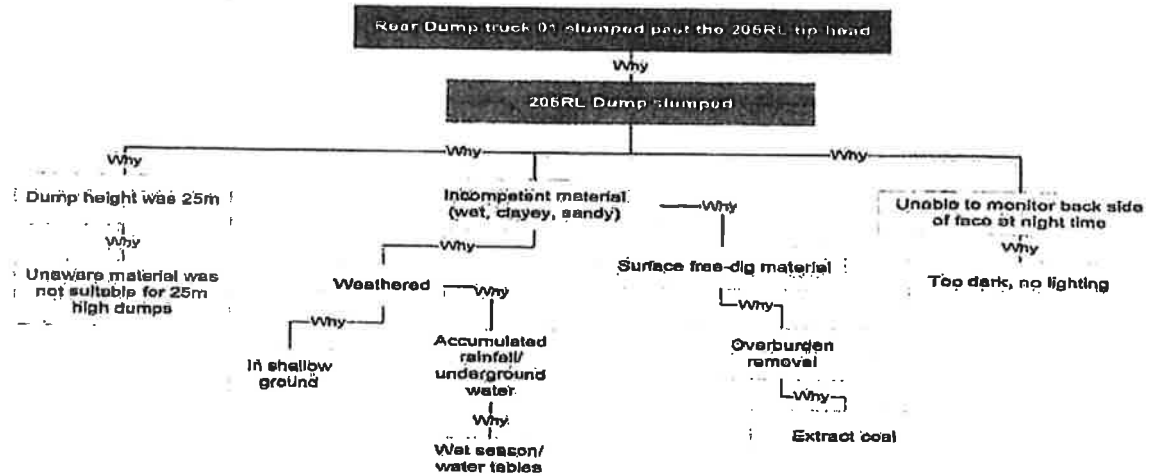 Rear Dump truck 01 slumped past the 206RL tip head
Why
206RL Dump slumped
Why
Why
Why
Dump height was 25m
Incompetent material
(wet, clayey, sandy)
Why
Unable to monitor back side
of face at night time
Why
Why
Why
Unaware material was
not suitable for 25m
high dumps
Weathered
Why
Surface free-dig material
Too dark, no lighting
Why
Why
In shallow
ground
Accumulated
rainfall/
underground
water
Overburden
removal
Why
Why
Wet season/
water tables
Extract coal